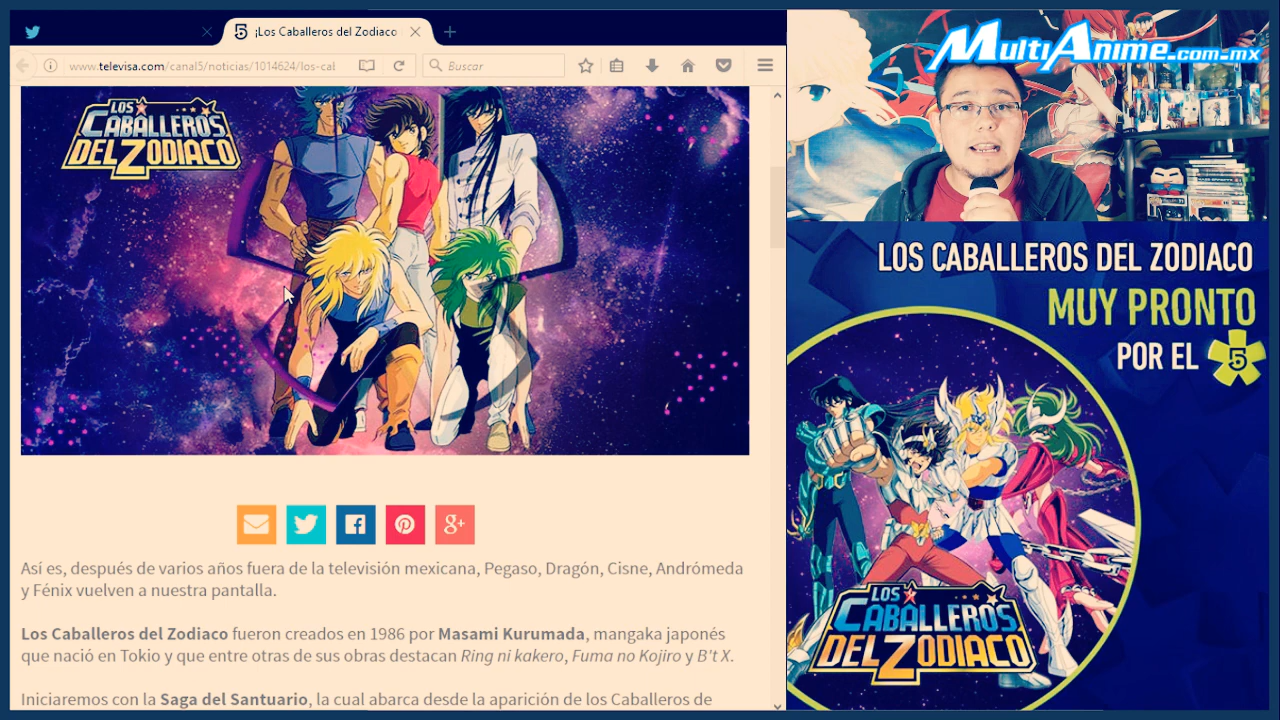 ¡Los Caballeros del Zodiaco
www.televisa.com/canal5/noticias/1014624/los-cal
Buscar
LOS
CABALLEROS
DEL ZODIACO
Así es, después de varios años fuera de la televisión mexicana, Pegaso, Dragón, Cisne, Andrómeda
y Fénix vuelven a nuestra pantalla.
Los Caballeros del Zodiaco fueron creados en 1986 por Masami Kurumada, mangaka japonés
que nació en Tokio y que entre otras de sus obras destacan Ring ni kakero, Fuma no Kojiro y B't X.
Iniciaremos con la Saga del Santuario, la cual abarca desde la aparición de los Caballeros de
MultiAnime.com.mx
LOS CABALLEROS DEL ZODIACO
MUY PRONTO
POR EL 5
LOS
CABALLEROS
DEL ZODIACO